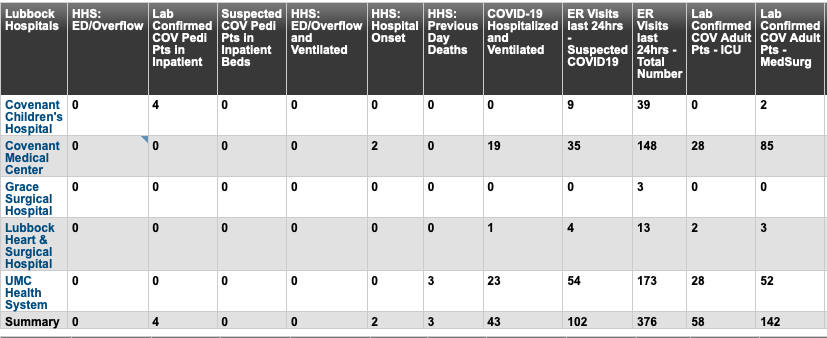 Lubbock Hospitals | HHS: ED/Overflow | Lab Confirmed COV Pedi Pts in Inpatient | Suspected COV Pedi Pts in Inpatient Beds | HHS: ED/Overflow and Ventilated | HHS: Hospital Onset | HHS: Previous Day Deaths | COVID-19 Hospitalized and Ventilated | ER Visits last 24hrs - Suspected COVID19 | ER Visits last 24hrs - Total Number | Lab Confirmed COV Adult Pts - ICU | Lab Confirmed COV Adult Pts - MedSurg
Covenant Children's Hospital | 0 | 4 | 0 | 0 | 0 | 0 | 0 | 9 | 39 | 0 | 2
Covenant Medical Center | 0 | 0 | 0 | 0 | 2 | 0 | 19 | 35 | 148 | 28 | 85
Grace Surgical Hospital | 0 | 0 | 0 | 0 | 0 | 0 | 0 | 0 | 3 | 0 | 0
Lubbock Heart & Surgical Hospital | 0 | 0 | 0 | 0 | 0 | 0 | 1 | 4 | 13 | 2 | 3
UMC Health System | 0 | 0 | 0 | 0 | 0 | 3 | 23 | 54 | 173 | 28 | 52
Summary | 0 | 4 | 0 | 0 | 2 | 3 | 43 | 102 | 376 | 58 | 142